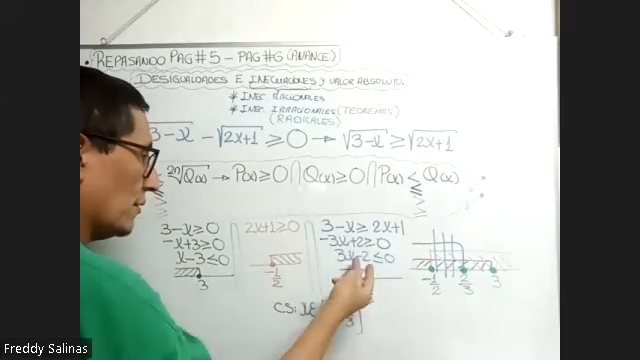 • REPASANDO PAG#5 - PAG#6 (AVANCE)
DESIGUALDADES E INECUACIONES Y VALOR ABSOLUTO
* INEC RACIONALES
* INEC IRRACIONALES (TEOREMAS)
(RADICALES)
√3-x - √2x+1 ≥ 0 → √3-x ≥ √2x+1
P(x) ≥ 0 ∩ Q(x) ≥ 0 ∩ P(x) ≤ Q(x)
3-x ≥ 0 2x+1 ≥ 0 3-x ≥ 2x+1
-x+3 ≥ 0 -3x+2 ≥ 0
x-3 ≤ 0 3x-2 ≤ 0
3 -1/2 -1/2 2/3 3
CS: x∈
3
Freddy Salinas